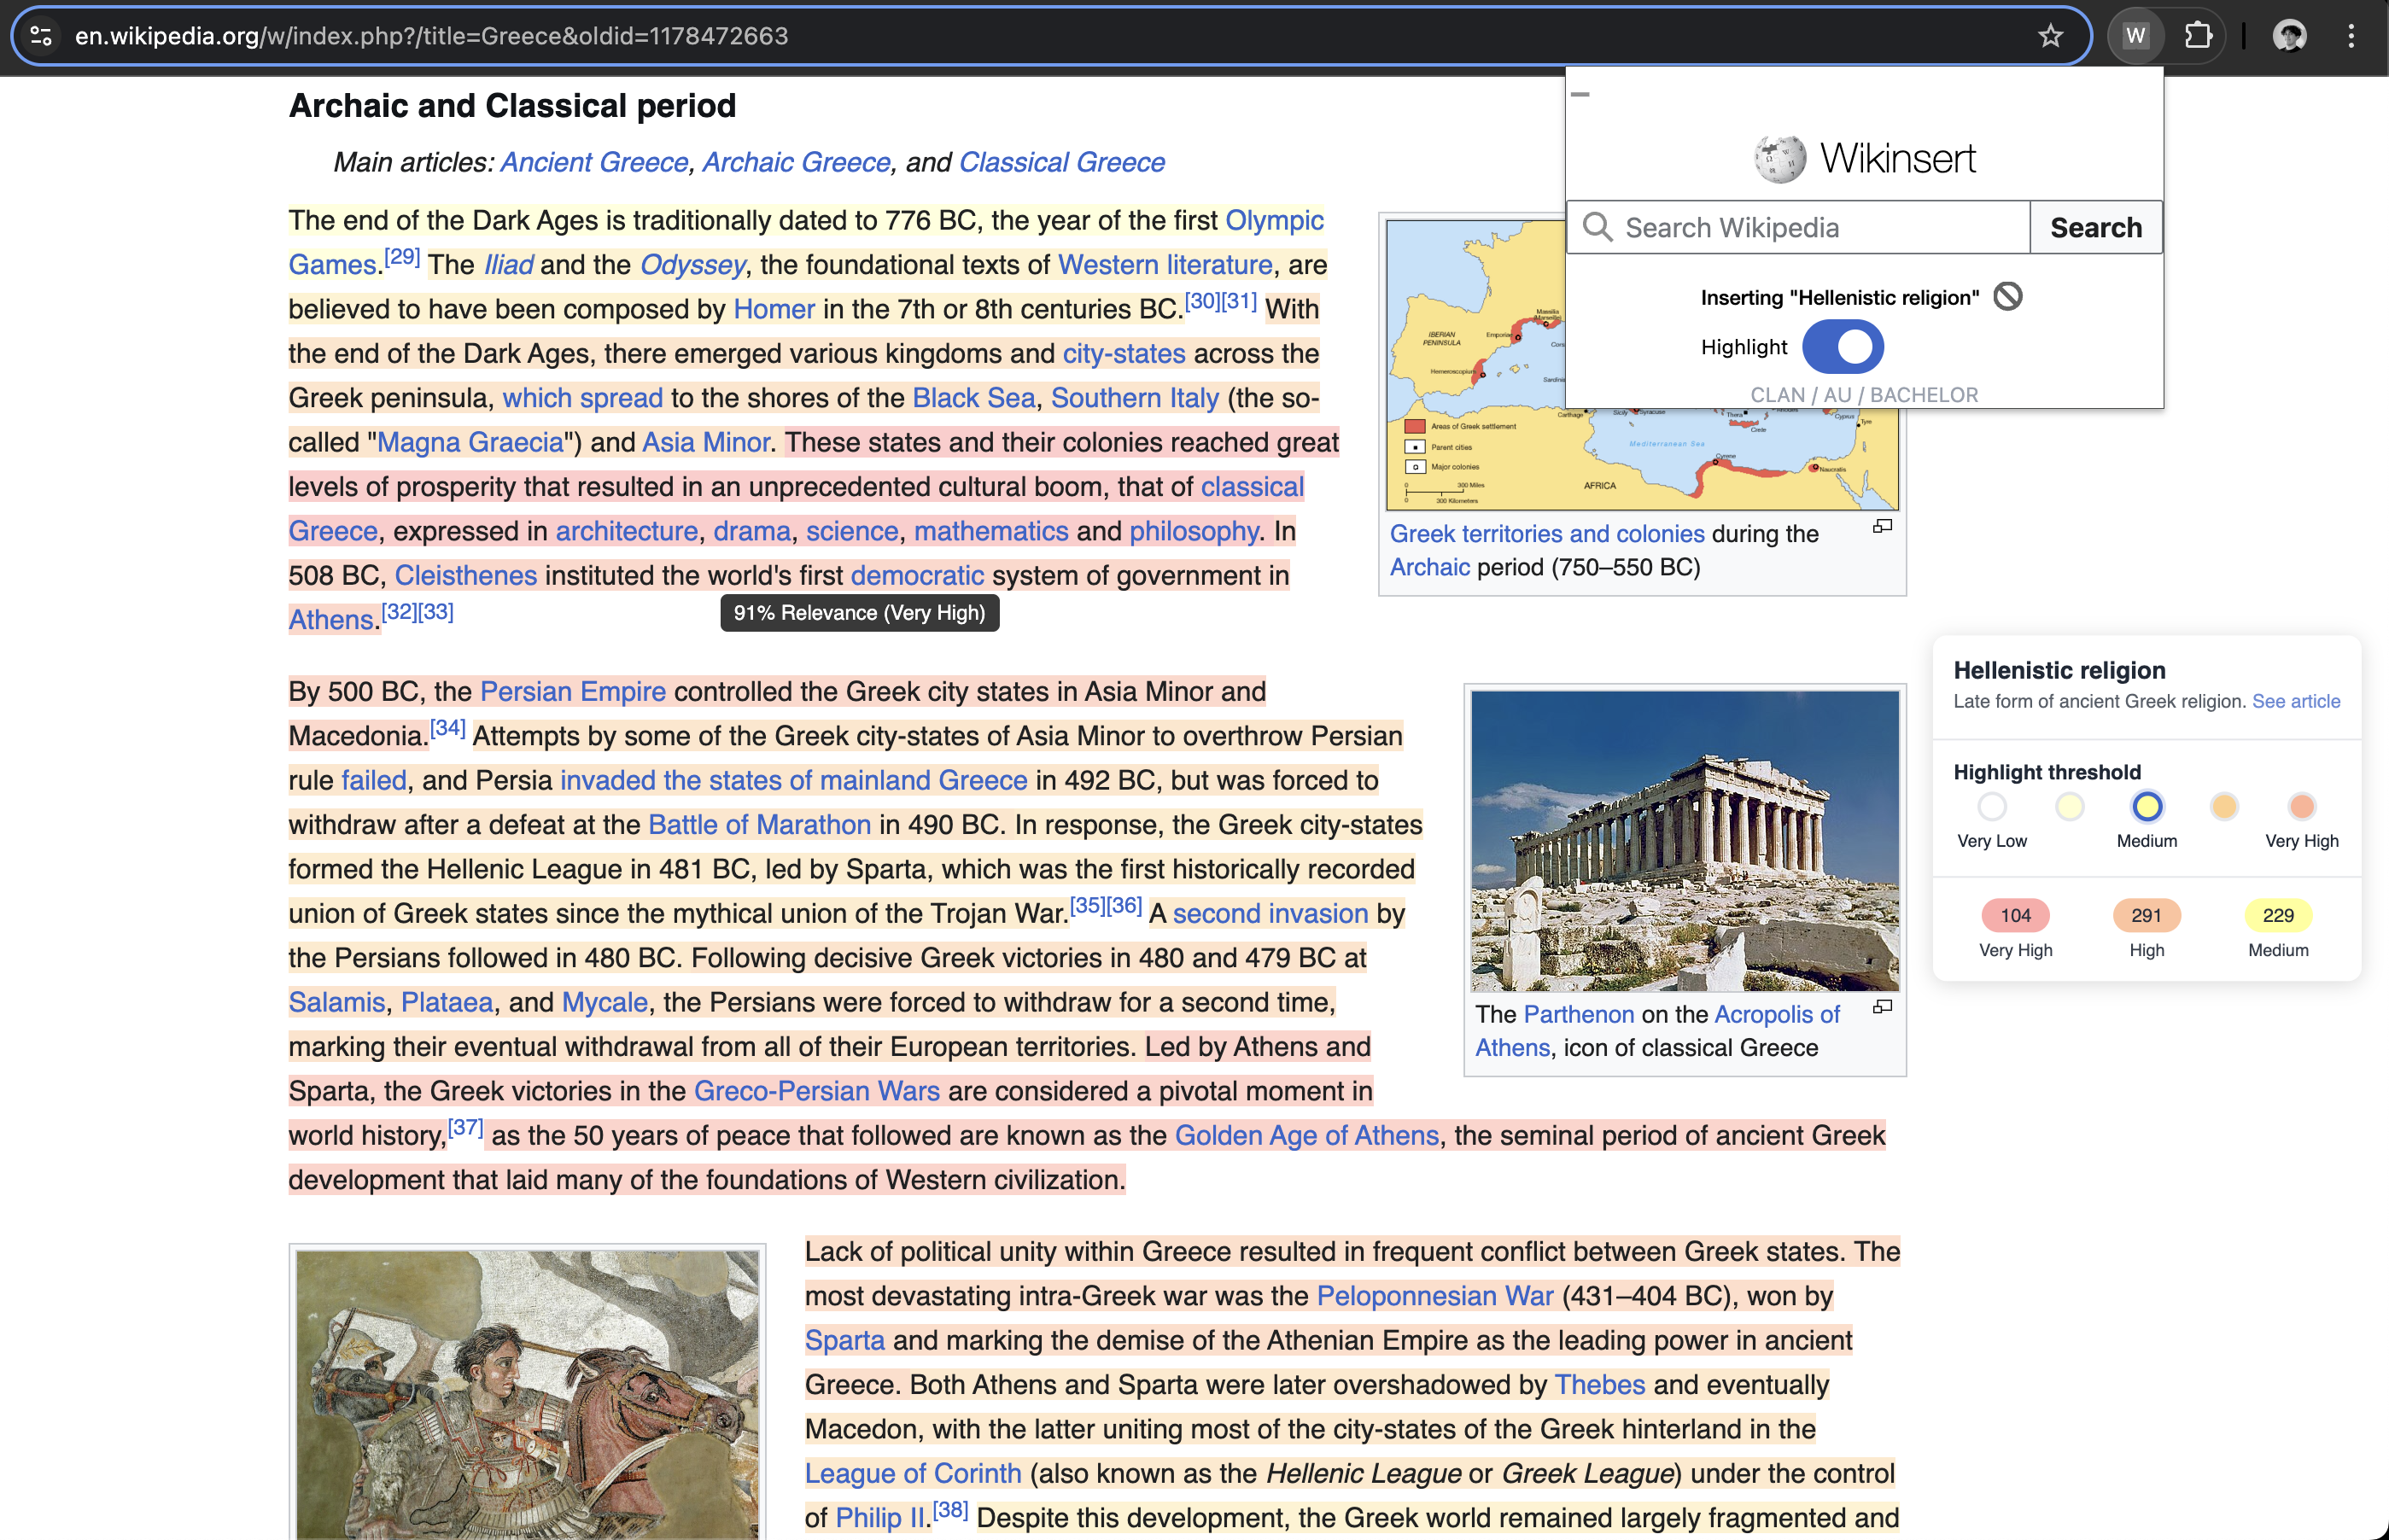 en.wikipedia.org/w/index.php?/title=Greece&oldid=1178472663
W
Archaic and Classical period
Main articles: Ancient Greece, Archaic Greece, and Classical Greece
The end of the Dark Ages is traditionally dated to 776 BC, the year of the first Olympic
Games.[29] The Iliad and the Odyssey, the foundational texts of Western literature, are
believed to have been composed by Homer in the 7th or 8th centuries BC.[30][31] With
the end of the Dark Ages, there emerged various kingdoms and city-states across the
Greek peninsula, which spread to the shores of the Black Sea, Southern Italy (the so-
called "Magna Graecia") and Asia Minor. These states and their colonies reached great
levels of prosperity that resulted in an unprecedented cultural boom, that of classical
Greece, expressed in architecture, drama, science, mathematics and philosophy. In
508 BC, Cleisthenes instituted the world's first democratic system of government in
Athens.[32][33]
91% Relevance (Very High)
By 500 BC, the Persian Empire controlled the Greek city states in Asia Minor and
Macedonia.[34] Attempts by some of the Greek city-states of Asia Minor to overthrow Persian
rule failed, and Persia invaded the states of mainland Greece in 492 BC, but was forced to
withdraw after a defeat at the Battle of Marathon in 490 BC. In response, the Greek city-states
formed the Hellenic League in 481 BC, led by Sparta, which was the first historically recorded
union of Greek states since the mythical union of the Trojan War.[35][36] A second invasion by
the Persians followed in 480 BC. Following decisive Greek victories in 480 and 479 BC at
Salamis, Plataea, and Mycale, the Persians were forced to withdraw for a second time,
marking their eventual withdrawal from all of their European territories. Led by Athens and
Sparta, the Greek victories in the Greco-Persian Wars are considered a pivotal moment in
world history,[37] as the 50 years of peace that followed are known as the Golden Age of Athens, the seminal period of ancient Greek
development that laid many of the foundations of Western civilization.
Lack of political unity within Greece resulted in frequent conflict between Greek states. The
most devastating intra-Greek war was the Peloponnesian War (431–404 BC), won by
Sparta and marking the demise of the Athenian Empire as the leading power in ancient
Greece. Both Athens and Sparta were later overshadowed by Thebes and eventually
Macedon, with the latter uniting most of the city-states of the Greek hinterland in the
League of Corinth (also known as the Hellenic League or Greek League) under the control
of Philip II.[38] Despite this development, the Greek world remained largely fragmented and
Wikinsert
Search Wikipedia
Search
Inserting "Hellenistic religion"
Highlight
CLAN / AU / BACHELOR
Massilia
IBERIAN
PENINSULA
Emporion
Hemeroscopium
Carthage
Sicily
Syracuse
Thera
Crete
Cyprus
Tyre
Mediterranean Sea
Cyrene
Naucratis
AFRICA
Areas of Greek settlement
Parent cities
Major colonies
0 300 Miles
0 300 Kilometers
Greek territories and colonies during the
Archaic period (750–550 BC)
The Parthenon on the Acropolis of
Athens, icon of classical Greece
Hellenistic religion
Late form of ancient Greek religion. See article
Highlight threshold
Very Low Medium Very High
104 291 229
Very High High Medium